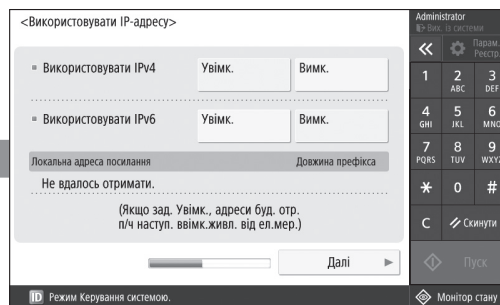 <Використовувати IP-адресу>
Використовувати IPv4
Увімк.
Вимк.
Використовувати IPv6
Увімк.
Вимк.
Локальна адреса посилання
Довжина префікса
Не вдалось отримати.
(Якщо зад. Увімк., адреси буд. отр.
п/ч наступ. ввімк.живл. від ел.мер.)
Далі
ID Режим Керування системою.
Administrator
Вих. із системи
Парам.
Реєстр.
1
2 ABC
3 DEF
4 GHI
5 JKL
6 MNO
7 PQRS
8 TUV
9 WXYZ
* 0 #
C
Скинути
Пуск
Монітор стану